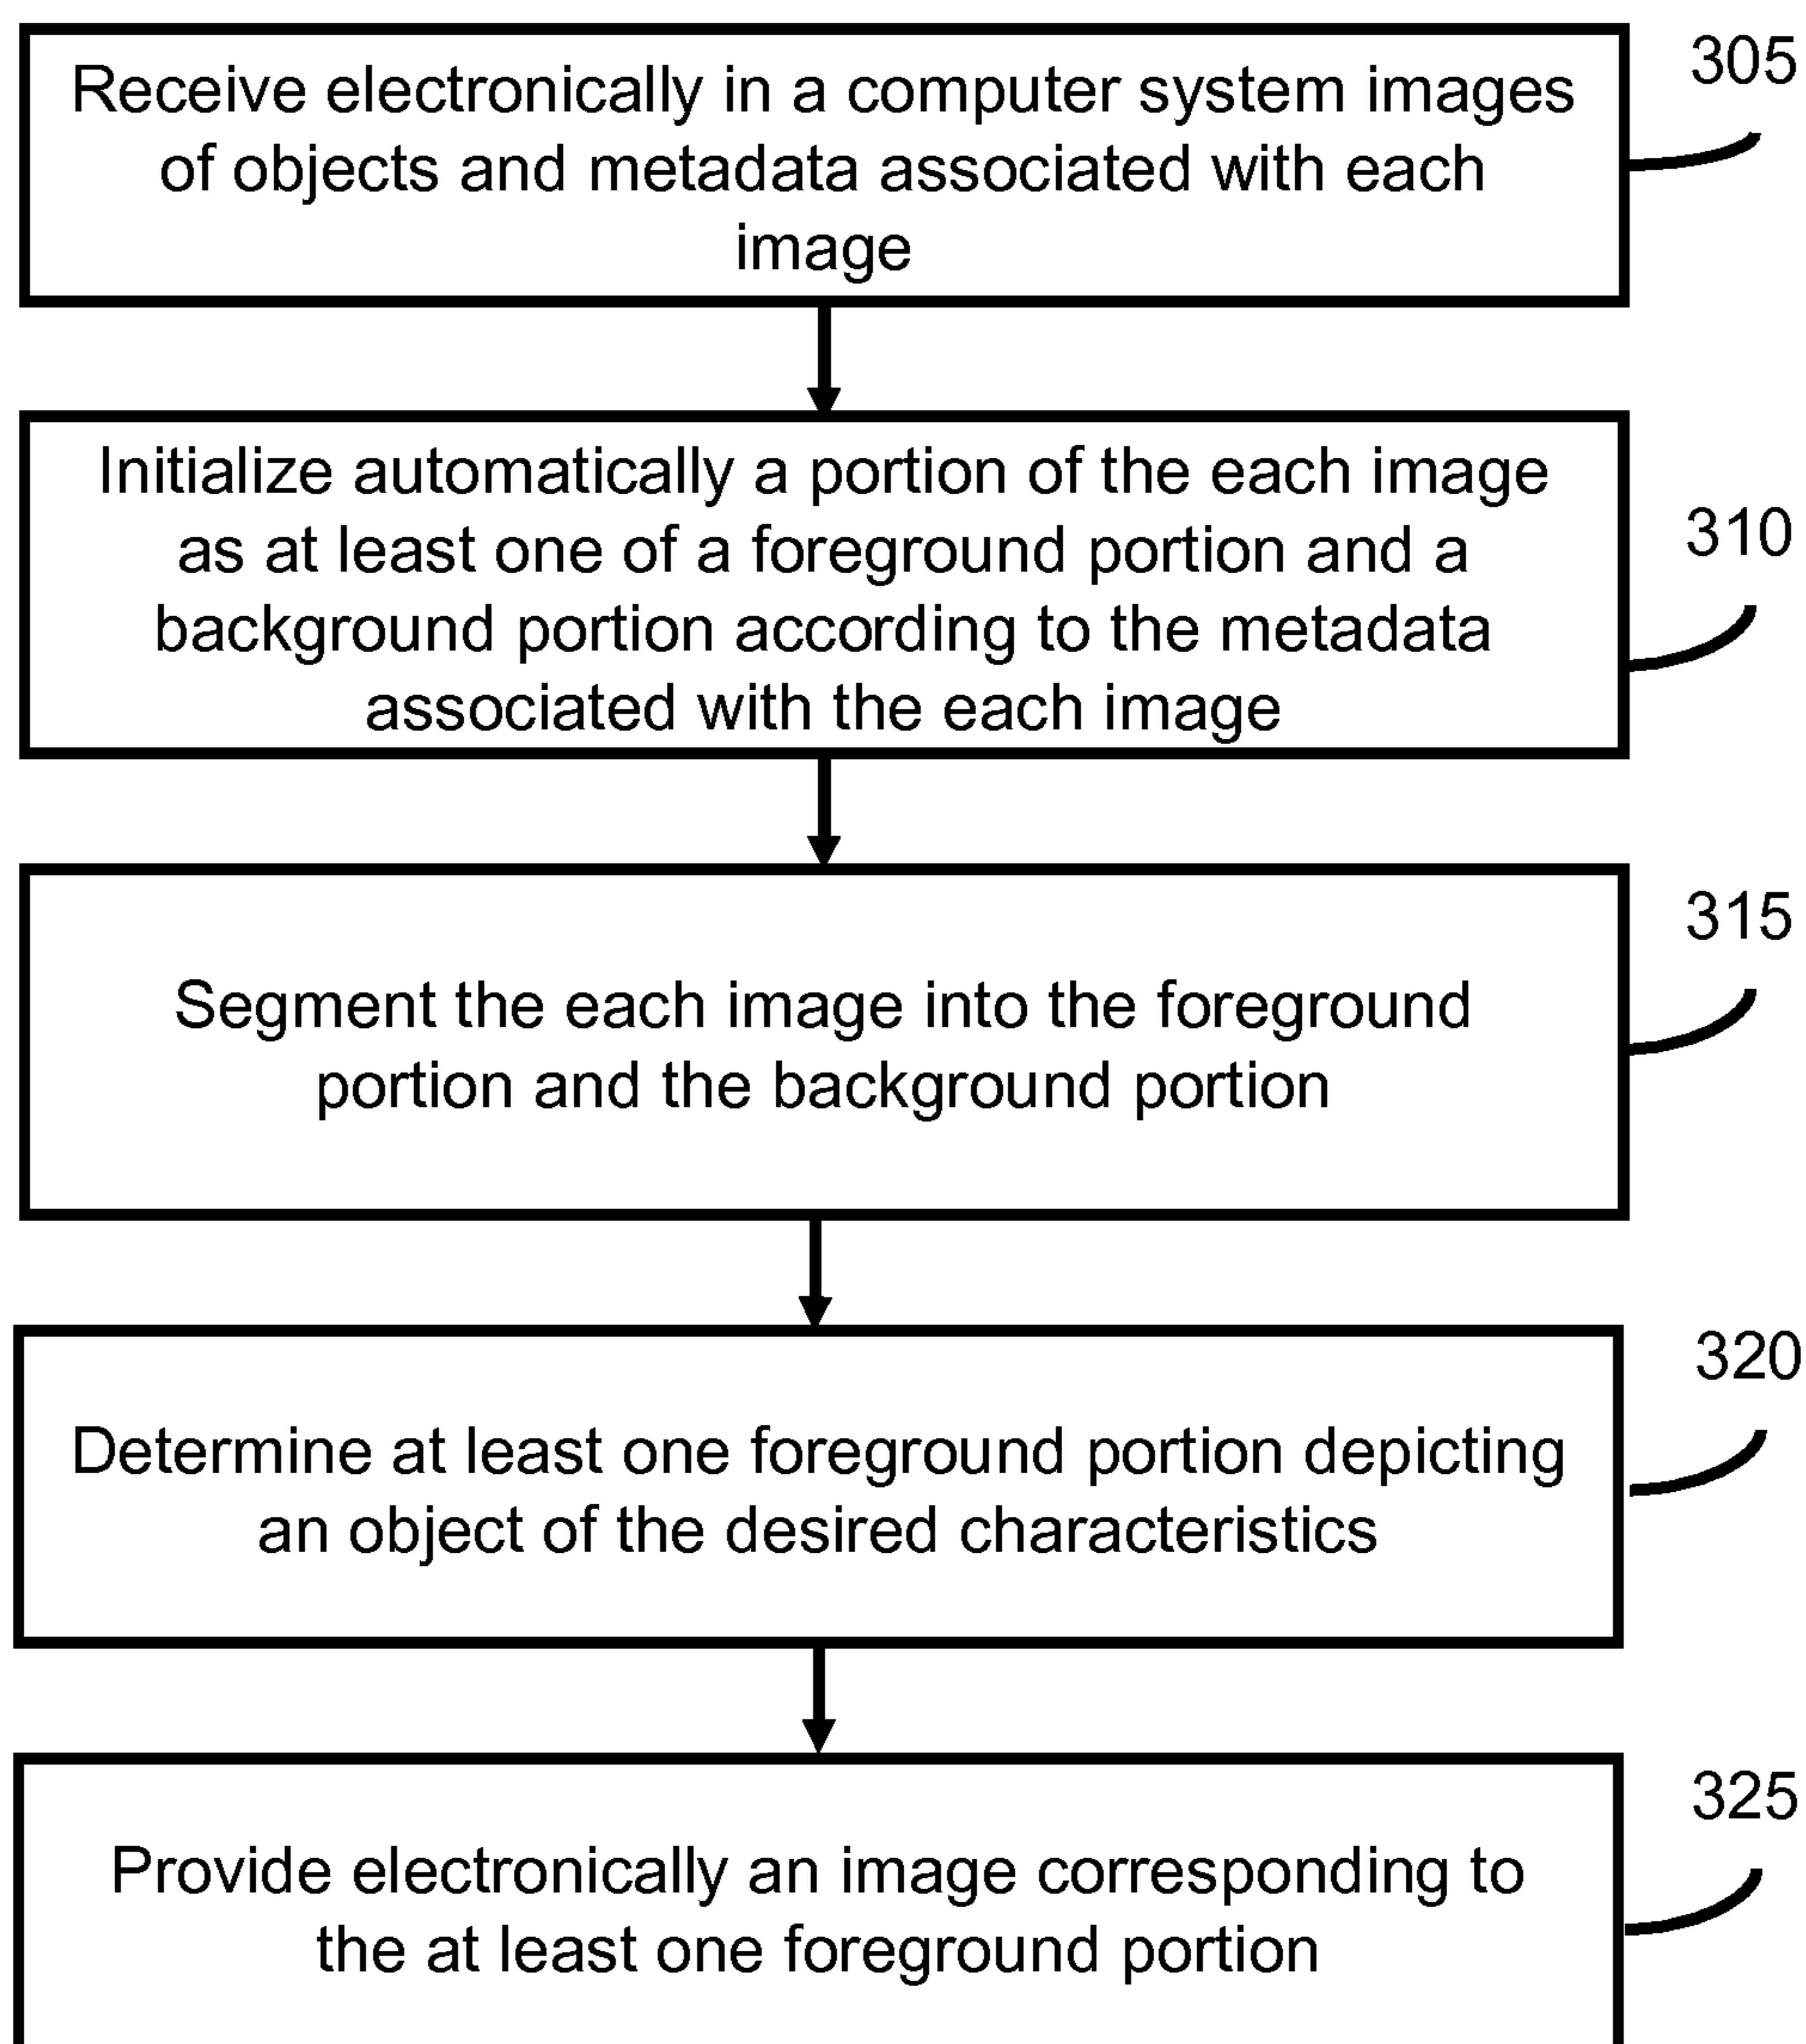 Receive electronically in a computer system images
of objects and metadata associated with each
image
305
Initialize automatically a portion of the each image
as at least one of a foreground portion and a
background portion according to the metadata
associated with the each image
310
Segment the each image into the foreground
portion and the background portion
315
Determine at least one foreground portion depicting
an object of the desired characteristics
320
Provide electronically an image corresponding to
the at least one foreground portion
325